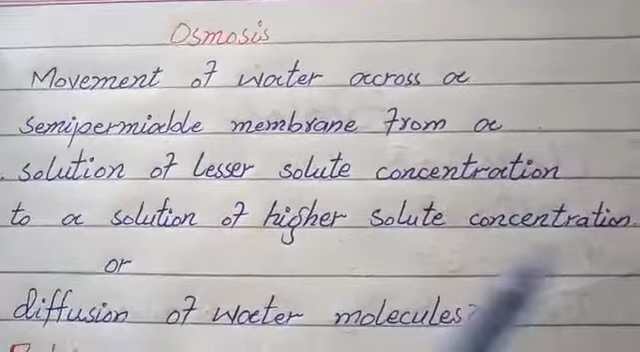 Osmosis
Movement of water across a
semipermiable membrane from a
solution of lesser solute concentration
to a solution of higher solute concentration
or
diffusion of water molecules